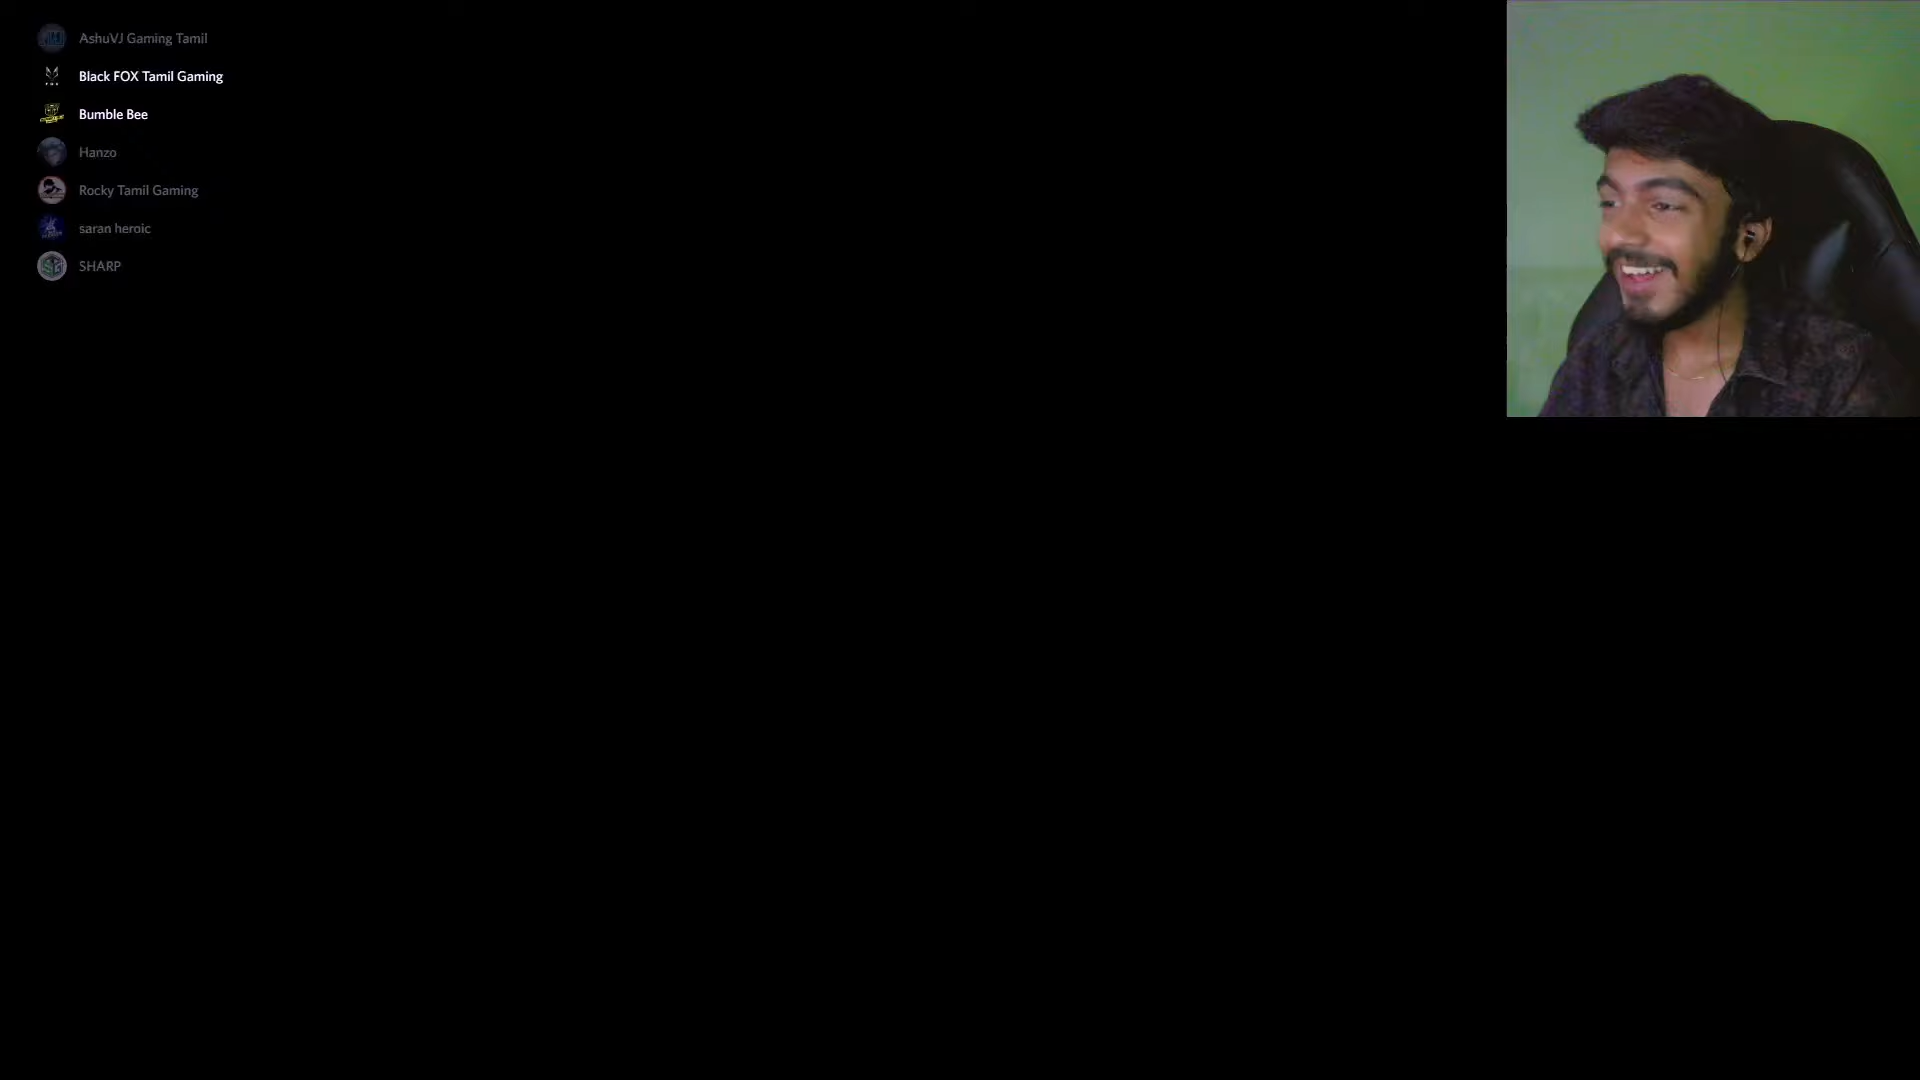 AshuVJ Gaming Tamil
Black FOX Tamil Gaming
Bumble Bee
Hanzo
Rocky Tamil Gaming
saran heroic
SHARP